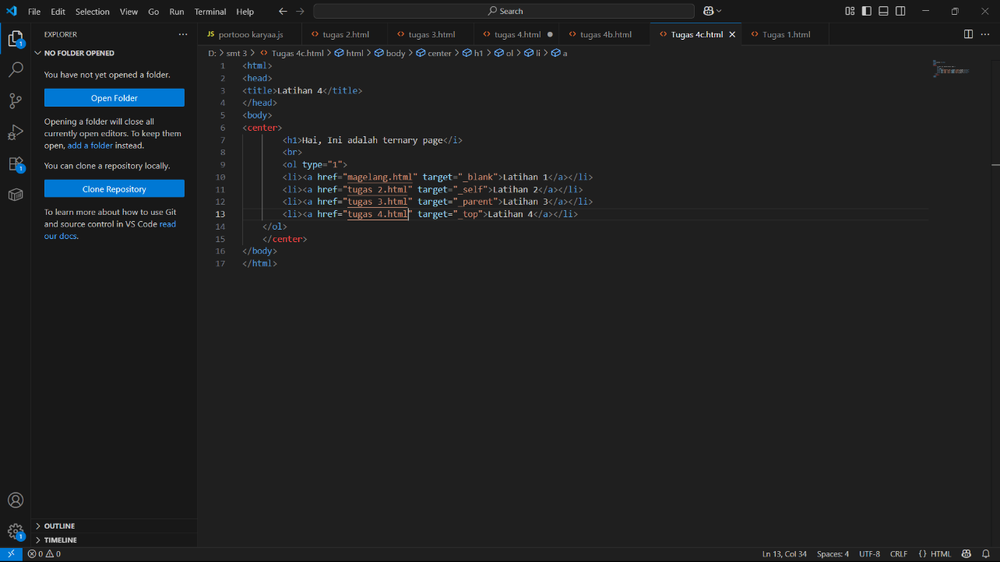 File Edit Selection View Go Run Terminal Help
Search
EXPLORER
NO FOLDER OPENED
You have not yet opened a folder.
Open Folder
Opening a folder will close all
currently open editors. To keep them
open, add a folder instead.
You can clone a repository locally.
Clone Repository
To learn more about how to use Git
and source control in VS Code read
our docs.
OUTLINE
TIMELINE
1
1
1
JS portooo karyaa.js
tugas 2.html
tugas 3.html
tugas 4.html
tugas 4b.html
Tugas 4c.html
Tugas 1.html
D: > smt 3 > Tugas 4c.html > html > body > center > h1 > ol > li > a
1 <html>
2 <head>
3 <title>Latihan 4</title>
4 </head>
5 <body>
6 <center>
7 <h1>Hai, Ini adalah ternary page</i>
8 <br>
9 <ol type="1">
10 <li><a href="magelang.html" target="_blank">Latihan 1</a></li>
11 <li><a href="tugas 2.html" target="_self">Latihan 2</a></li>
12 <li><a href="tugas 3.html" target="_parent">Latihan 3</a></li>
13 <li><a href="tugas 4.html" target="_top">Latihan 4</a></li>
14 </ol>
15 </center>
16 </body>
17 </html>
0 0
Ln 13, Col 34 Spaces: 4 UTF-8 CRLF {} HTML